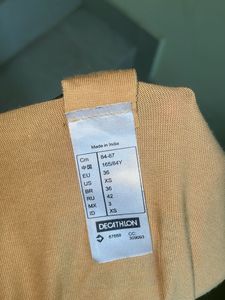 Made in India
Cm 84-87
中国 165/84Y
EU 36
US XS
BR 36
RU 42
MX 3
ID XS
DECATHLON
67888 CC:
309093